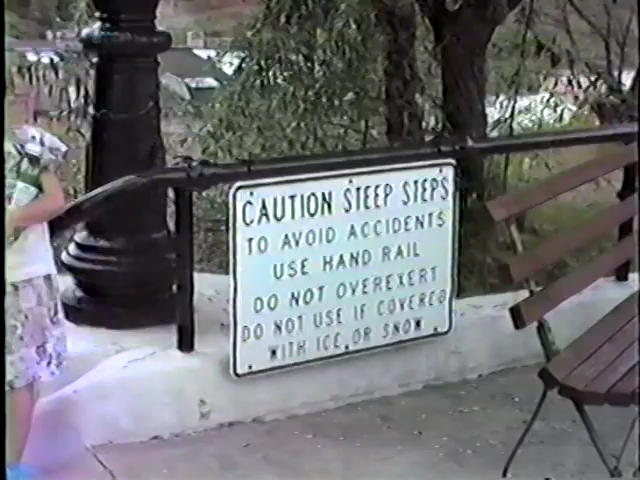 CAUTION STEEP STEPS
TO AVOID ACCIDENTS
USE HAND RAIL
DO NOT OVEREXERT
DO NOT USE IF COVERED
WITH ICE OR SNOW